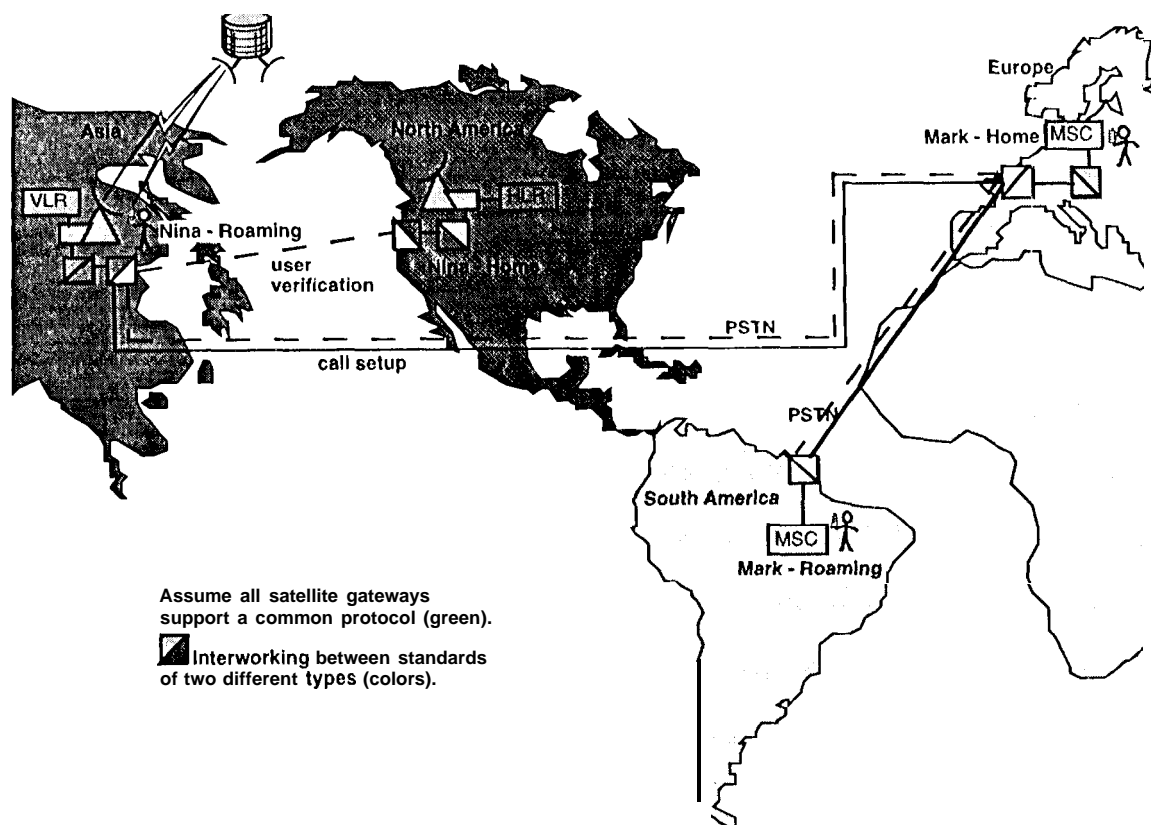 Europe
Asia
North America
Mark - Home
MSC
VLR
HLR
Nina - Roaming
Nina - Home
user
verification
PSTN
call setup
PSTN
South America
MSC
Mark - Roaming
Assume all satellite gateways
support a common protocol (green).
Interworking between standards
of two different types (colors).